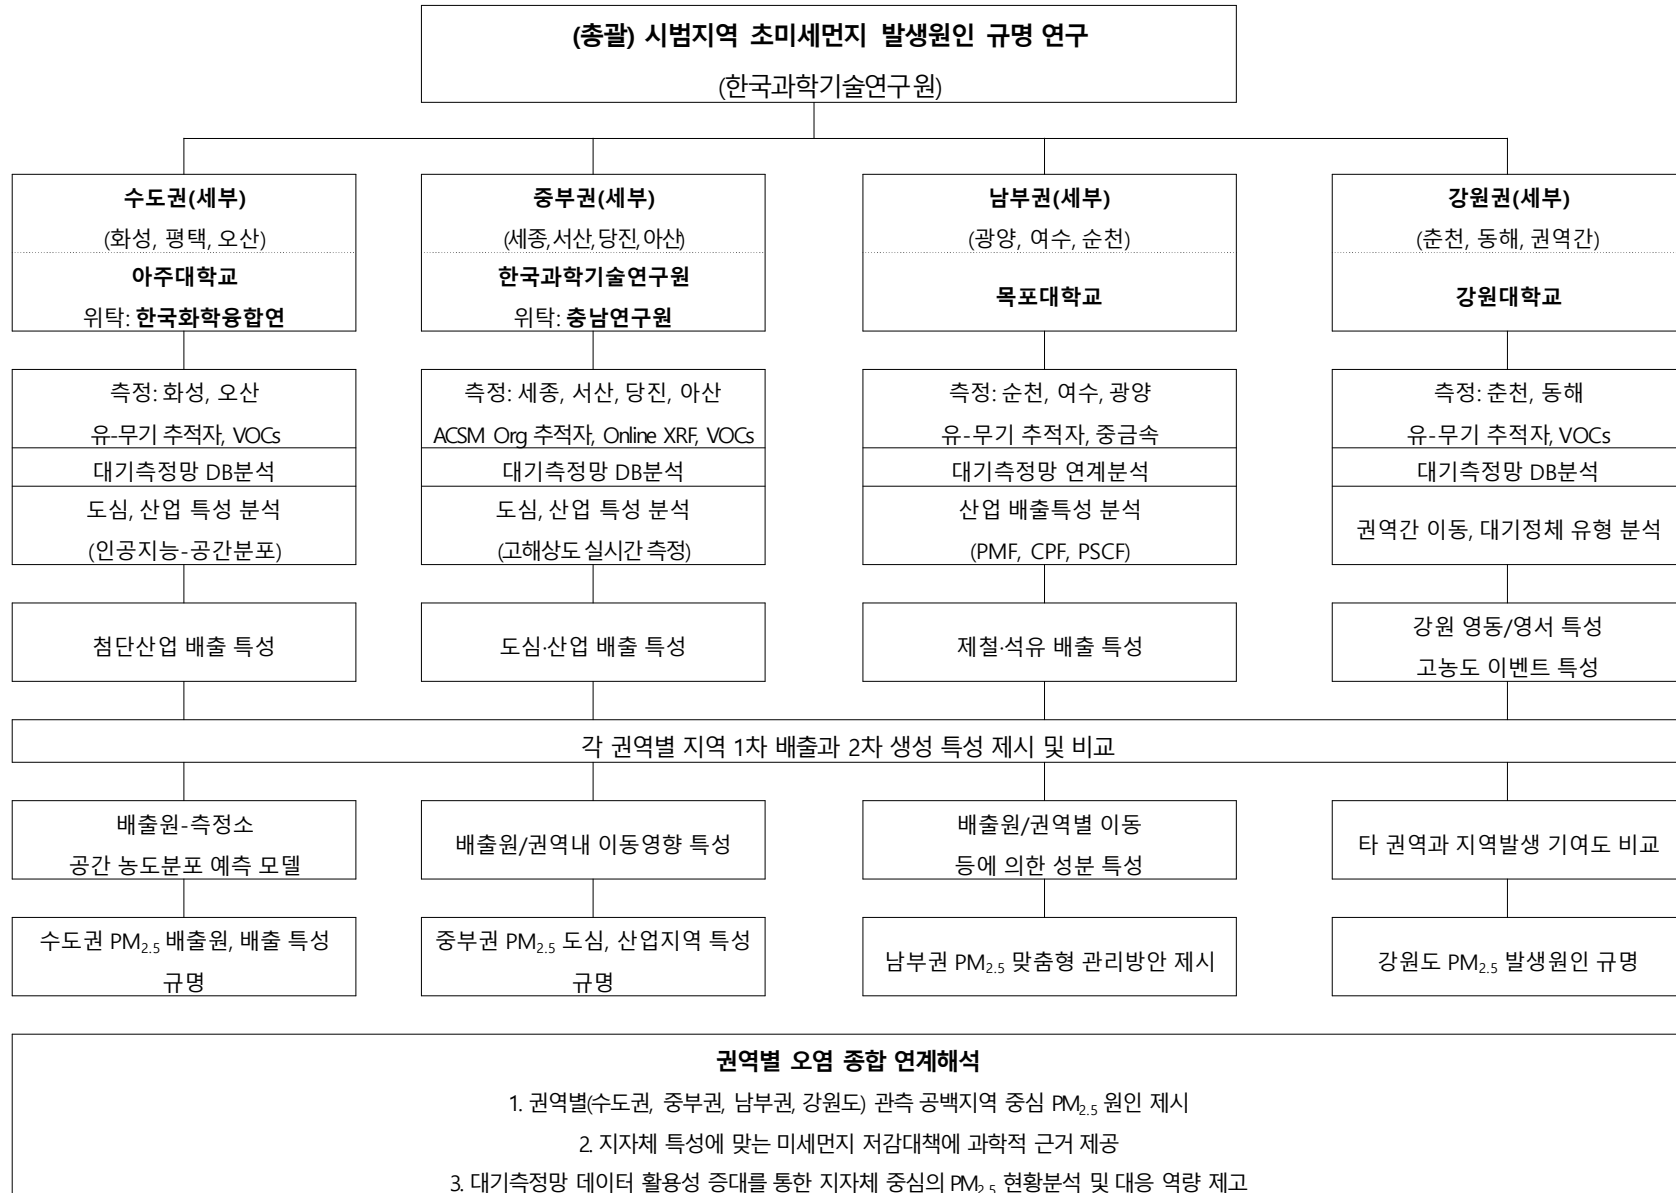 (총괄) 시범지역 초미세먼지 발생원인 규명 연구
(한국과학기술연구원)
수도권(세부)
(화성, 평택, 오산)
아주대학교
위탁: 한국화학융합연
중부권(세부)
(세종,서산,당진,아산)
한국과학기술연구원
위탁: 충남연구원
남부권(세부)
(광양, 여수, 순천)
목포대학교
강원권(세부)
(춘천, 동해, 권역간)
강원대학교
측정: 화성, 오산
유-무기 추적자, VOCs
대기측정망 DB분석
도심, 산업 특성 분석
(인공지능-공간분포)
측정: 세종, 서산, 당진, 아산
ACSM Org 추적자, Online XRF, VOCs
대기측정망 DB분석
도심, 산업 특성 분석
(고해상도 실시간 측정)
측정: 순천, 여수, 광양
유-무기 추적자, 중금속
대기측정망 연계분석
산업 배출특성 분석
(PMF, CPF, PSCF)
측정: 춘천, 동해
유-무기 추적자, VOCs
대기측정망 DB분석
권역간 이동, 대기정체 유형 분석
첨단산업 배출 특성
도심·산업 배출 특성
제철·석유 배출 특성
강원 영동/영서 특성
고농도 이벤트 특성
각 권역별 지역 1차 배출과 2차 생성 특성 제시 및 비교
배출원-측정소
공간 농도분포 예측 모델
배출원/권역내 이동영향 특성
배출원/권역별 이동
등에 의한 성분 특성
타 권역과 지역발생 기여도 비교
수도권 PM2.5 배출원, 배출 특성
규명
중부권 PM2.5 도심, 산업지역 특성
규명
남부권 PM2.5 맞춤형 관리방안 제시
강원도 PM2.5 발생원인 규명
권역별 오염 종합 연계해석
1. 권역별(수도권, 중부권, 남부권, 강원도) 관측 공백지역 중심 PM2.5 원인 제시
2. 지자체 특성에 맞는 미세먼지 저감대책에 과학적 근거 제공
3. 대기측정망 데이터 활용성 증대를 통한 지자체 중심의 PM2.5 현황분석 및 대응 역량 제고